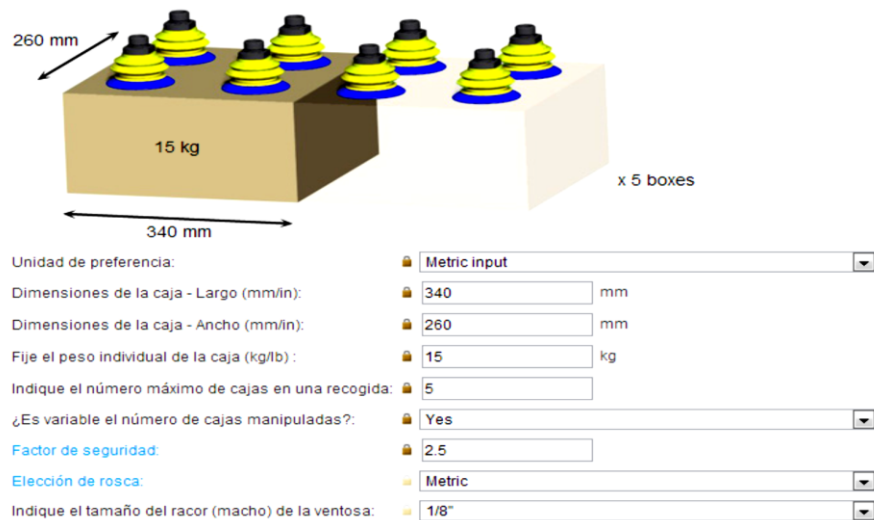 260 mm
15 kg
x 5 boxes
340 mm
Unidad de preferencia: Metric input
Dimensiones de la caja - Largo (mm/in): 340 mm
Dimensiones de la caja - Ancho (mm/in): 260 mm
Fije el peso individual de la caja (kg/lb) : 15 kg
Indique el número máximo de cajas en una recogida: 5
¿Es variable el número de cajas manipuladas?: Yes
Factor de seguridad: 2.5
Elección de rosca: Metric
Indique el tamaño del racor (macho) de la ventosa: 1/8"